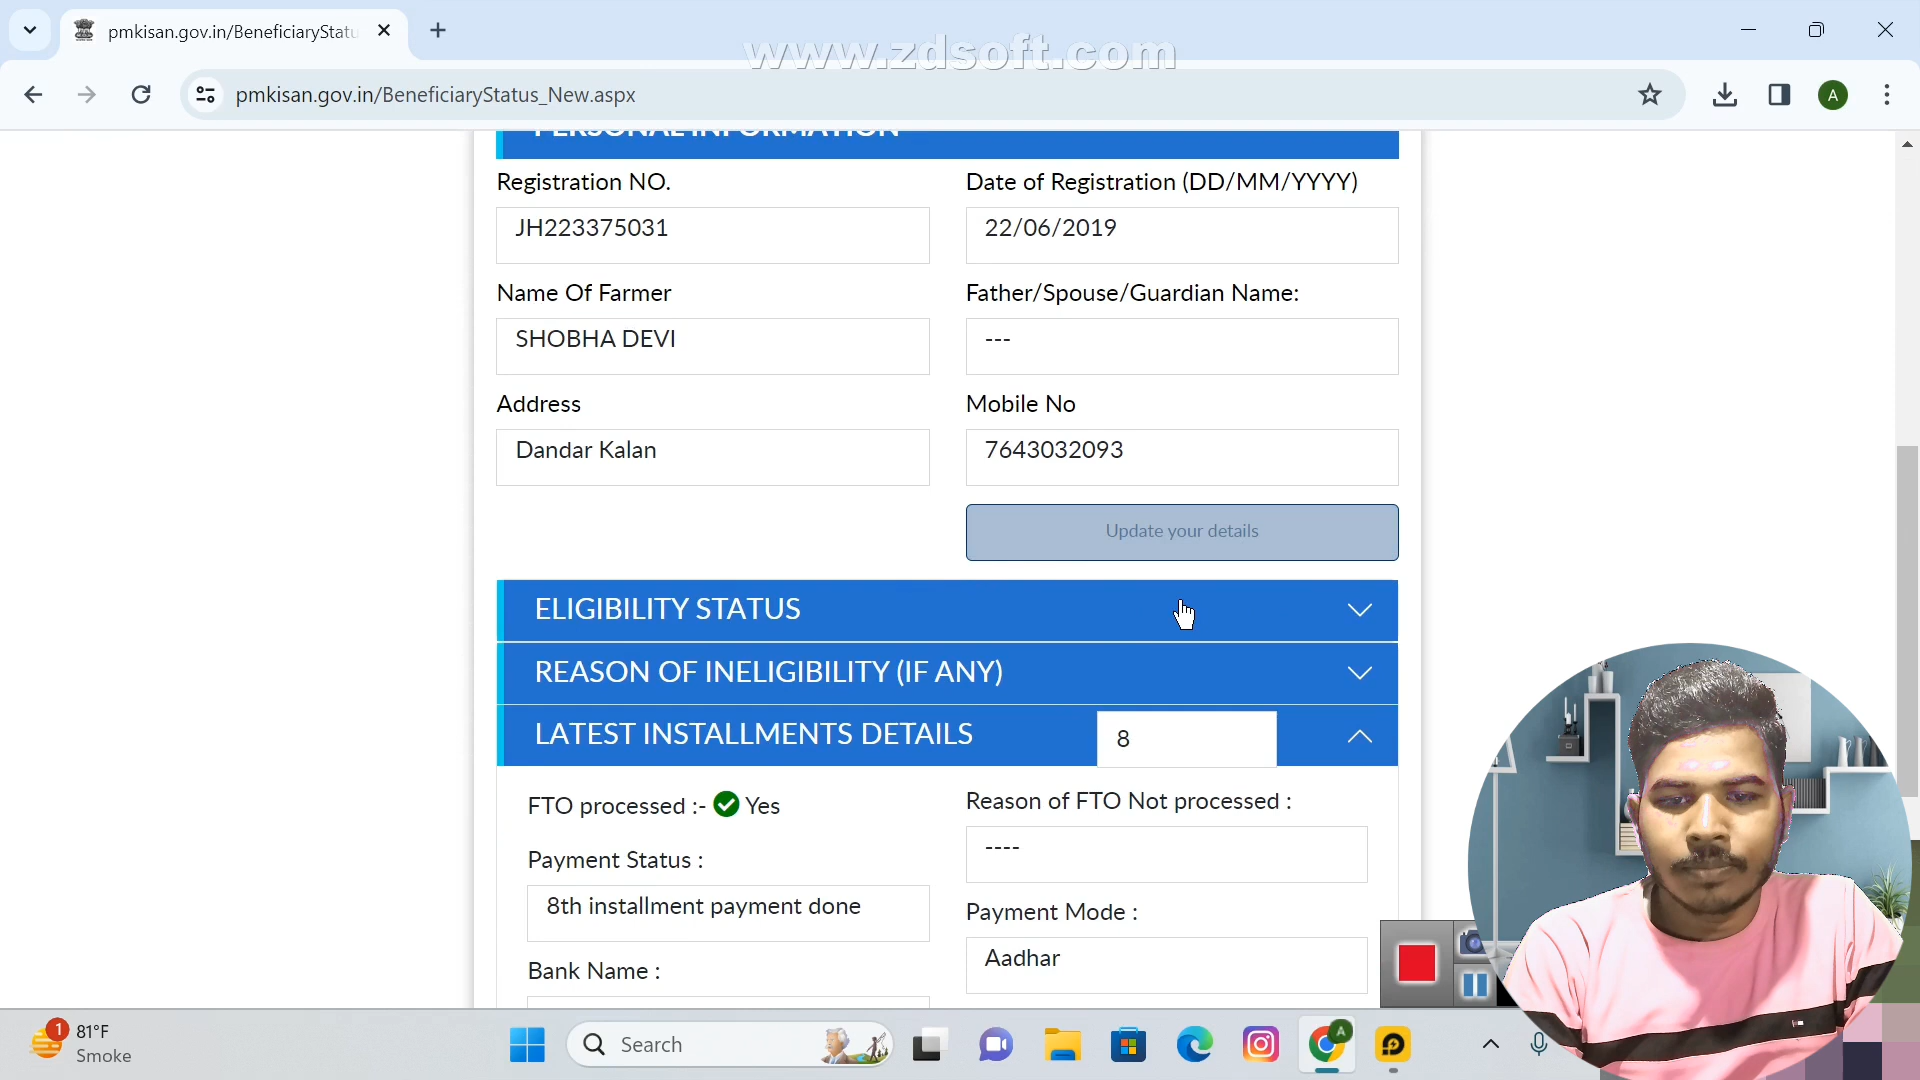 pmkisan.gov.in/BeneficiaryStatu
www.zdsoft.com
pmkisan.gov.in/BeneficiaryStatus_New.aspx
A
PERSONAL INFORMATION
Registration NO.
Date of Registration (DD/MM/YYYY)
JH223375031
22/06/2019
Name Of Farmer
Father/Spouse/Guardian Name:
SHOBHA DEVI
---
Address
Mobile No
Dandar Kalan
7643032093
Update your details
ELIGIBILITY STATUS
REASON OF INELIGIBILITY (IF ANY)
LATEST INSTALLMENTS DETAILS
8
FTO processed :- Yes
Reason of FTO Not processed :
----
Payment Status :
8th installment payment done
Payment Mode :
Aadhar
Bank Name :
1
81°F
Smoke
Search
A